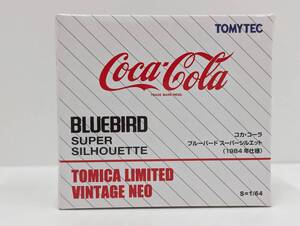 TOMYTEC
Coca-Cola
TRADE MARK REGD.
BLUEBIRD
SUPER
SILHOUETTE
コカ・コーラ
ブルーバード スーパーシルエット
(1984年仕様)
TOMICA LIMITED
VINTAGE NEO
S=1/64